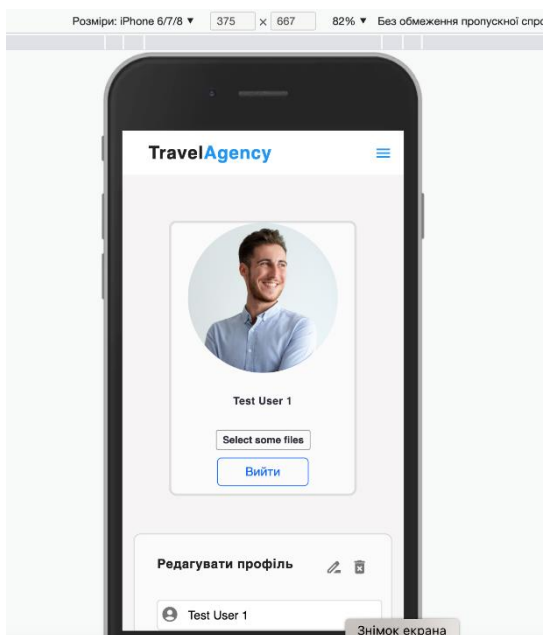 Розміри: iPhone 6/7/8 ▼ 375 × 667 82% ▼ Без обмеження пропускної спро
TravelAgency
Test User 1
Select some files
Вийти
Редагувати профіль
Test User 1
Знімок екрана